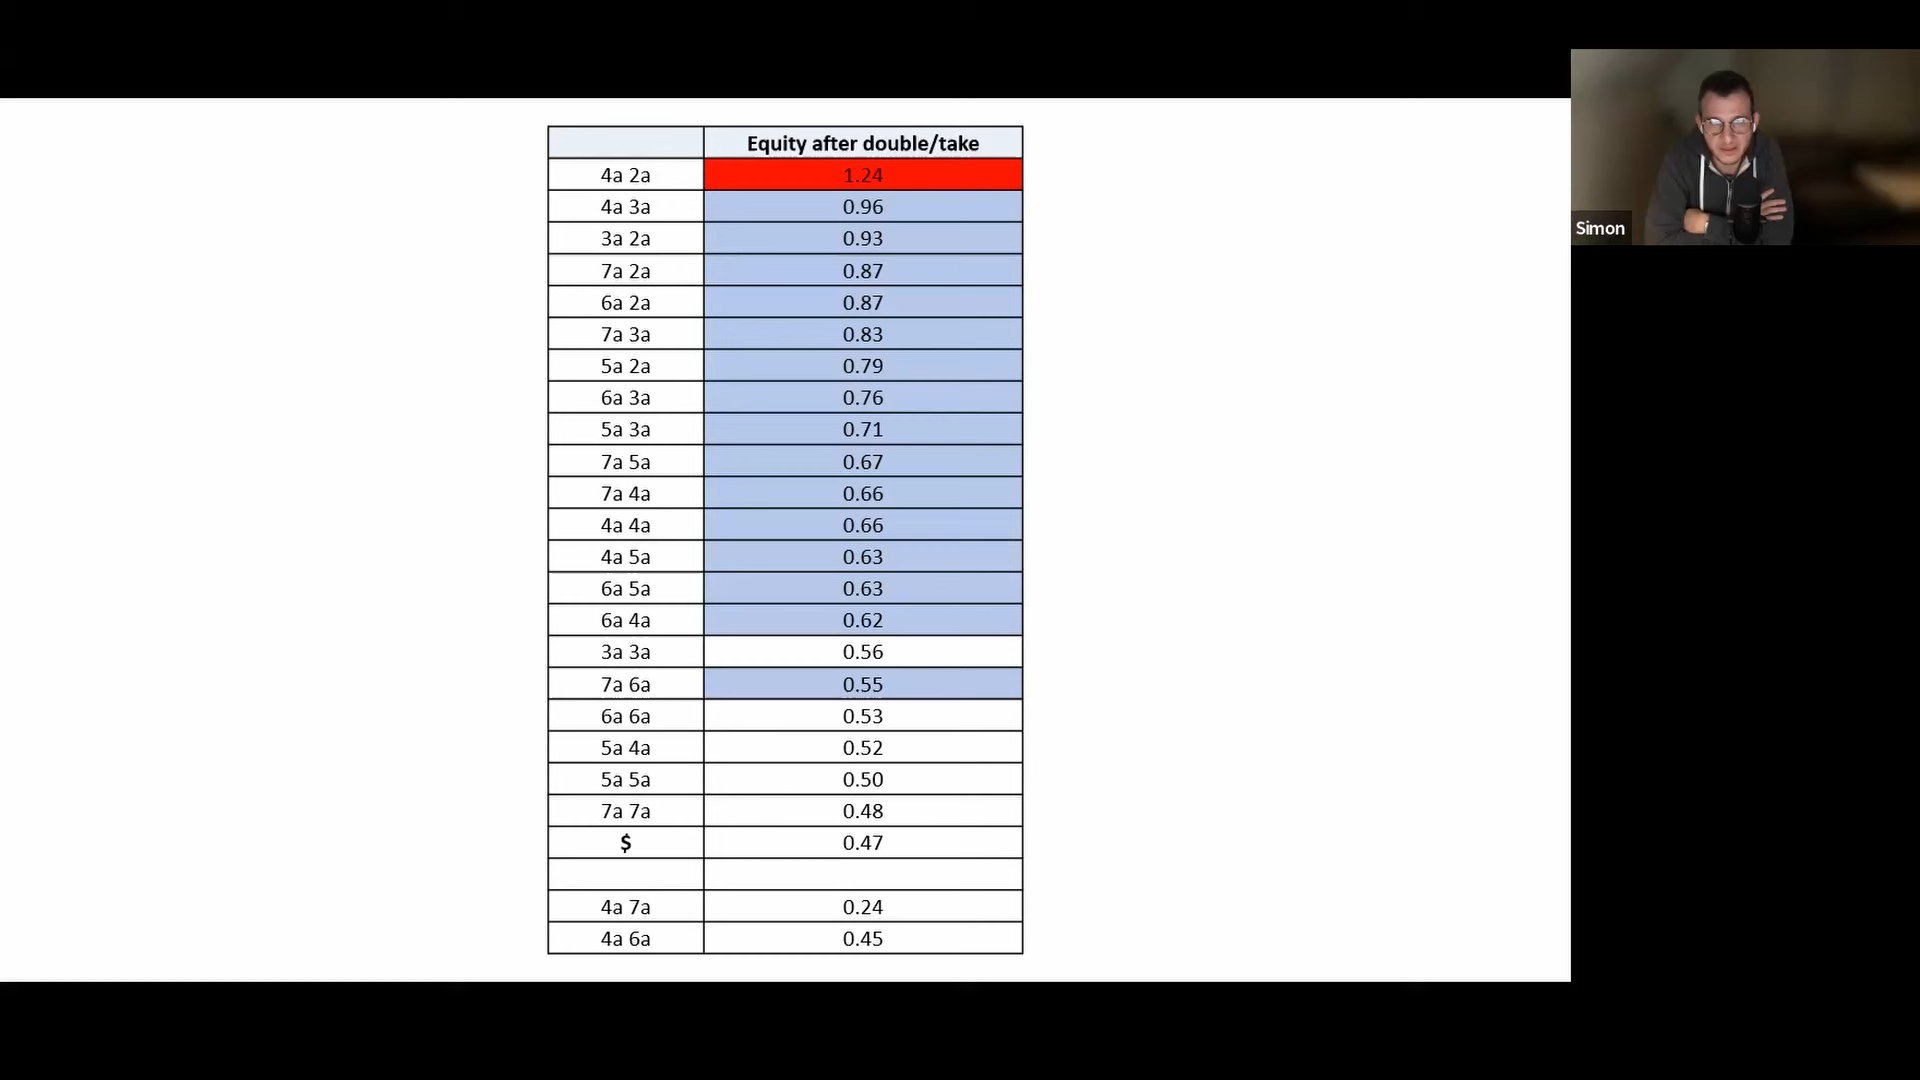 Equity after double/take
4a 2a 1.24
4a 3a 0.96
3a 2a 0.93
7a 2a 0.87
6a 2a 0.87
7a 3a 0.83
5a 2a 0.79
6a 3a 0.76
5a 3a 0.71
7a 5a 0.67
7a 4a 0.66
4a 4a 0.66
4a 5a 0.63
6a 5a 0.63
6a 4a 0.62
3a 3a 0.56
7a 6a 0.55
6a 6a 0.53
5a 4a 0.52
5a 5a 0.50
7a 7a 0.48
$ 0.47
4a 7a 0.24
4a 6a 0.45
Simon